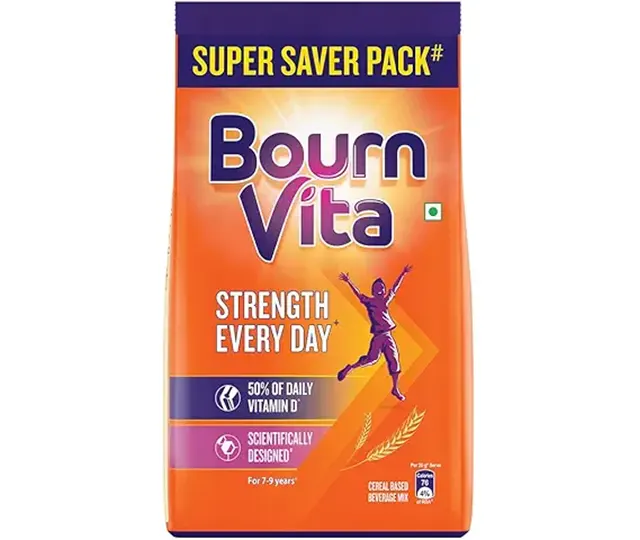 SUPER SAVER PACK#
Bourn
Vita
STRENGTH
EVERY DAY+
50% OF DAILY
VITAMIN D*
SCIENTIFICALLY
DESIGNED*
For 7-9 years^
CEREAL BASED
BEVERAGE MIX
Calories
76
4%